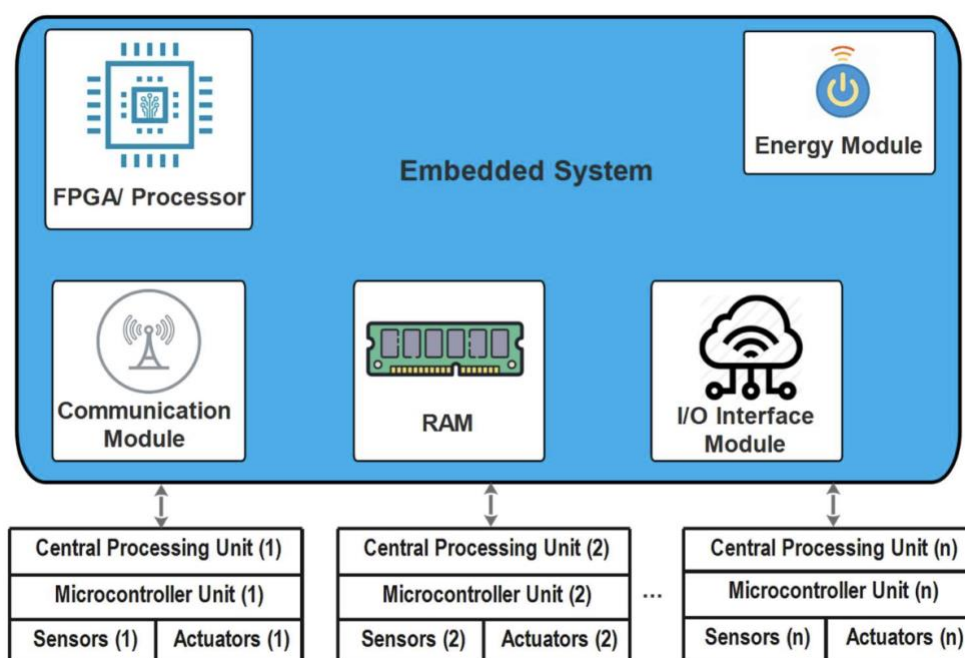 FPGA/ Processor
Energy Module
Embedded System
Communication
Module
RAM
I/O Interface
Module
Central Processing Unit (1)
Microcontroller Unit (1)
Sensors (1)
Actuators (1)
Central Processing Unit (2)
Microcontroller Unit (2)
Sensors (2)
Actuators (2)
...
Central Processing Unit (n)
Microcontroller Unit (n)
Sensors (n)
Actuators (n)